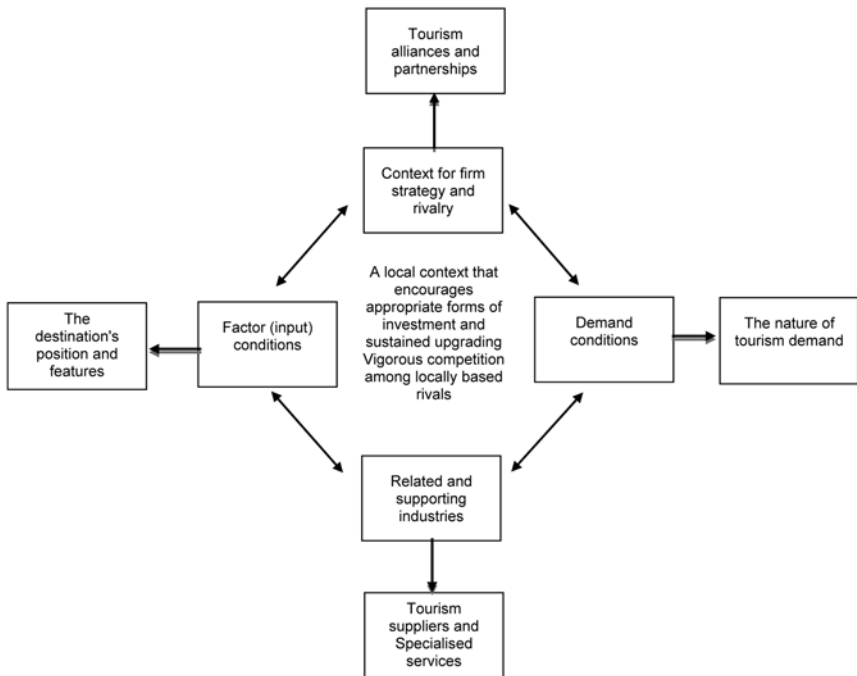 Tourism
alliances and
partnerships
Context for firm
strategy and
rivalry
A local context that
encourages
appropriate forms of
investment and
sustained upgrading
Vigorous competition
among locally based
rivals
The
destination's
position and
features
Factor (input)
conditions
Demand
conditions
The nature of
tourism demand
Related and
supporting
industries
Tourism
suppliers and
Specialised
services